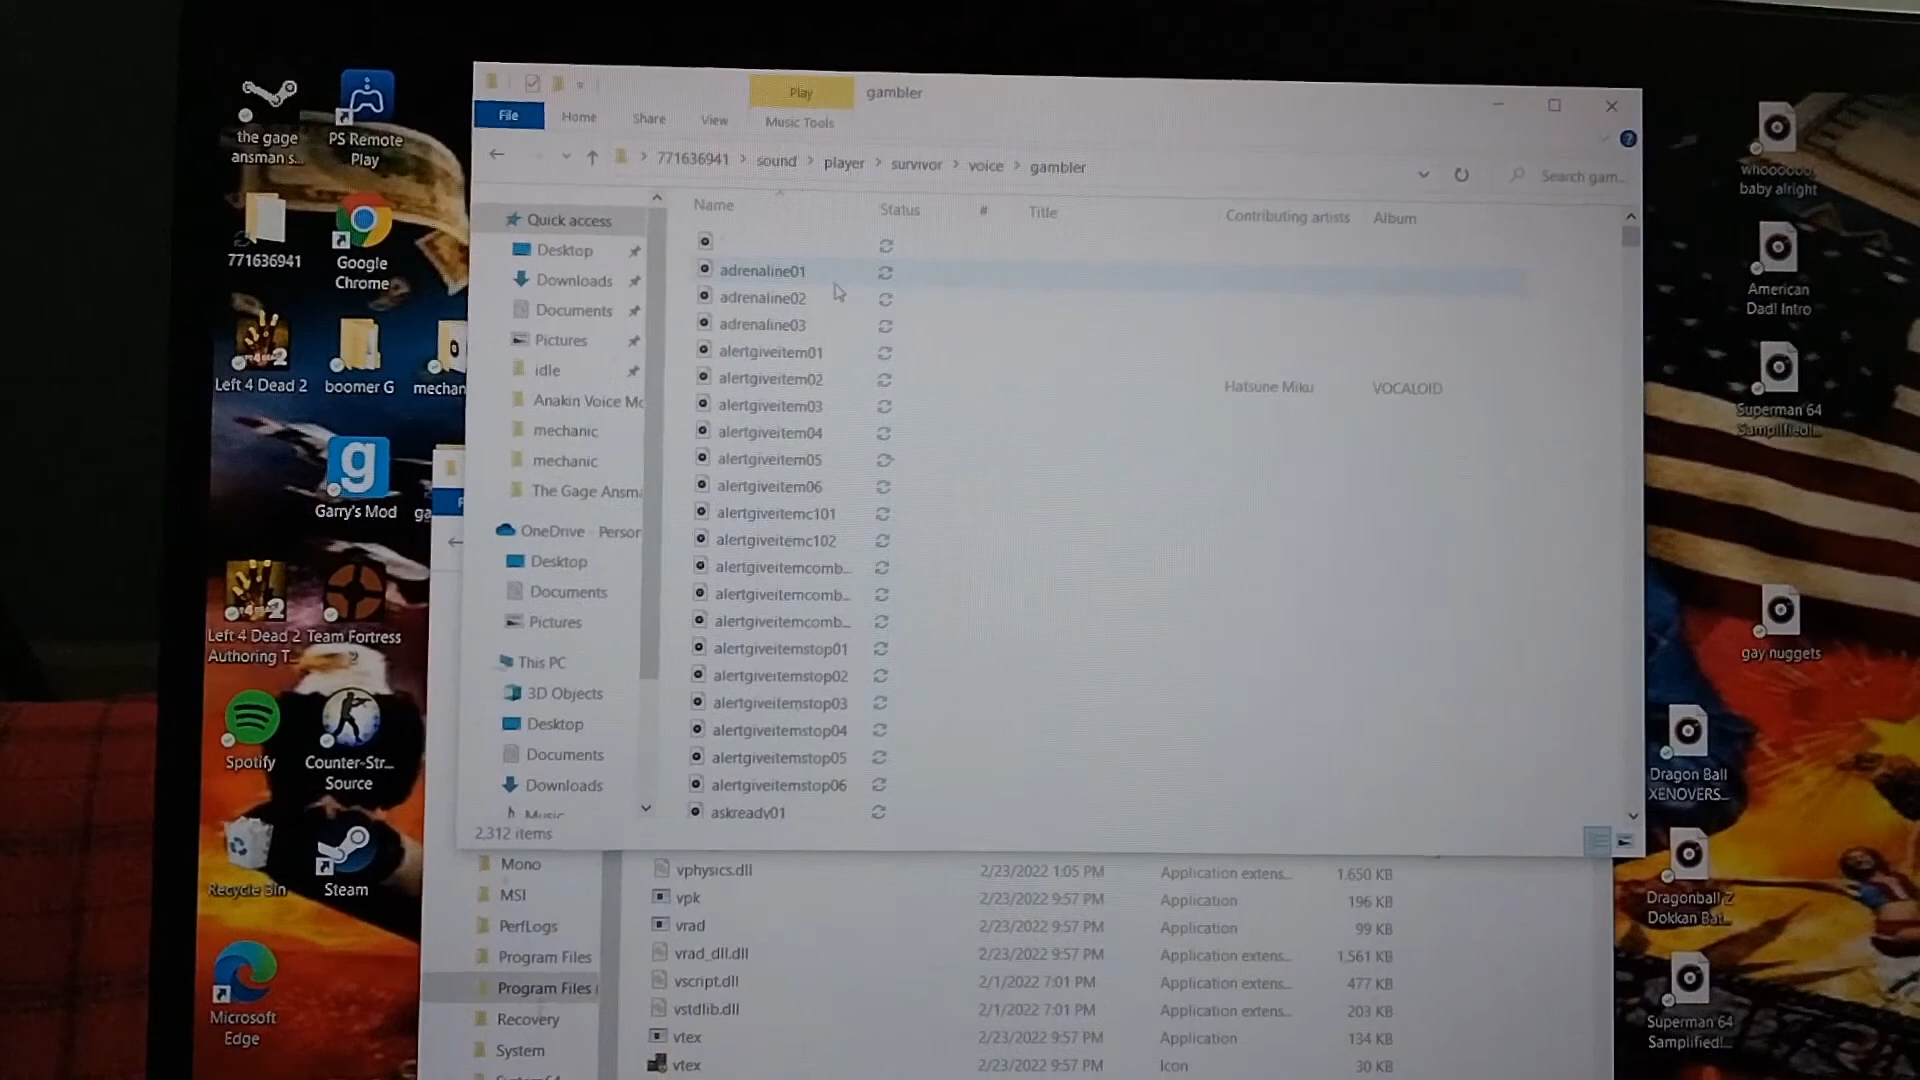 Play
gambler
File
Home
Share
View
Music Tools
771636941 > sound > player > survivor > voice > gambler
Search gam...
Name
Status
#
Title
Contributing artists
Album
adrenaline01
adrenaline02
adrenaline03
alertgiveitem01
alertgiveitem02
Hatsune Miku
VOCALOID
alertgiveitem03
alertgiveitem04
alertgiveitem05
alertgiveitem06
alertgiveitemc101
alertgiveitemc102
alertgiveitemcomb...
alertgiveitemcomb...
alertgiveitemcomb...
alertgiveitemstop01
alertgiveitemstop02
alertgiveitemstop03
alertgiveitemstop04
alertgiveitemstop05
alertgiveitemstop06
askready01
2,312 items
Quick access
Desktop
Downloads
Documents
Pictures
idle
Anakin Voice Mo
mechanic
mechanic
The Gage Ansma
OneDrive - Person
Desktop
Documents
Pictures
This PC
3D Objects
Desktop
Documents
Downloads
Music
Mono
MSI
PerfLogs
Program Files
Program Files
Recovery
System
vphysics.dll 2/23/2022 1:05 PM Application extens... 1,650 KB
vpk 2/23/2022 9:57 PM Application 196 KB
vrad 2/23/2022 9:57 PM Application 99 KB
vrad_dll.dll 2/23/2022 9:57 PM Application extens... 1,561 KB
vscript.dll 2/1/2022 7:01 PM Application extens... 477 KB
vstdlib.dll 2/1/2022 7:01 PM Application extens... 203 KB
vtex 2/23/2022 9:57 PM Application 134 KB
vtex 2/23/2022 9:57 PM Icon 30 KB
the gage
ansman s...
PS Remote
Play
771636941
Google
Chrome
Left 4 Dead 2
boomer G
mechan
Garry's Mod
ga
Left 4 Dead 2
Authoring T...
Team Fortress
2
Spotify
Counter-Str...
Source
Recycle Bin
Steam
Microsoft
Edge
whoooooo
baby alright
American
Dad! Intro
Superman 64
Samplified!...
gay nuggets
Dragon Ball
XENOVERS...
Dragonball Z
Dokkan Bat...
Superman 64
Samplified!...